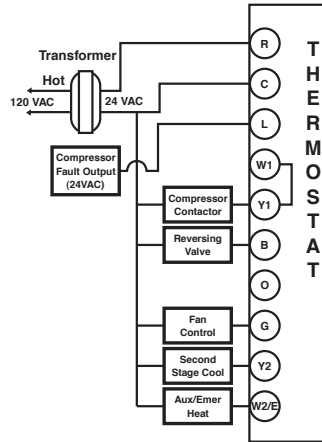 Transformer
Hot
120 VAC
24 VAC
Compressor
Fault Output
(24VAC)
Compressor
Contactor
Reversing
Valve
Fan
Control
Second
Stage Cool
Aux/Emer
Heat
R
C
L
W1
Y1
B
O
G
Y2
W2/E
THERMOSTAT